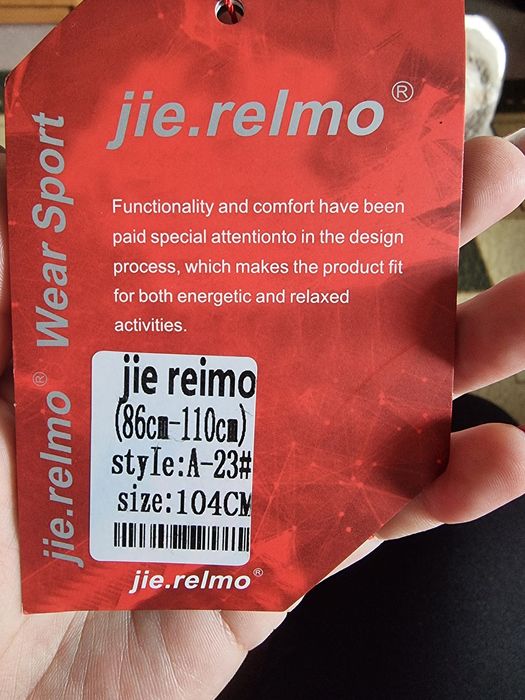 jie.relmo®
Functionality and comfort have been
paid special attentionto in the design
process, which makes the product fit
for both energetic and relaxed
activities.
jie.relmo® Wear Sport
jie reimo
(86cm-110cm)
style:A-23#
size:104CM
jie.relmo®